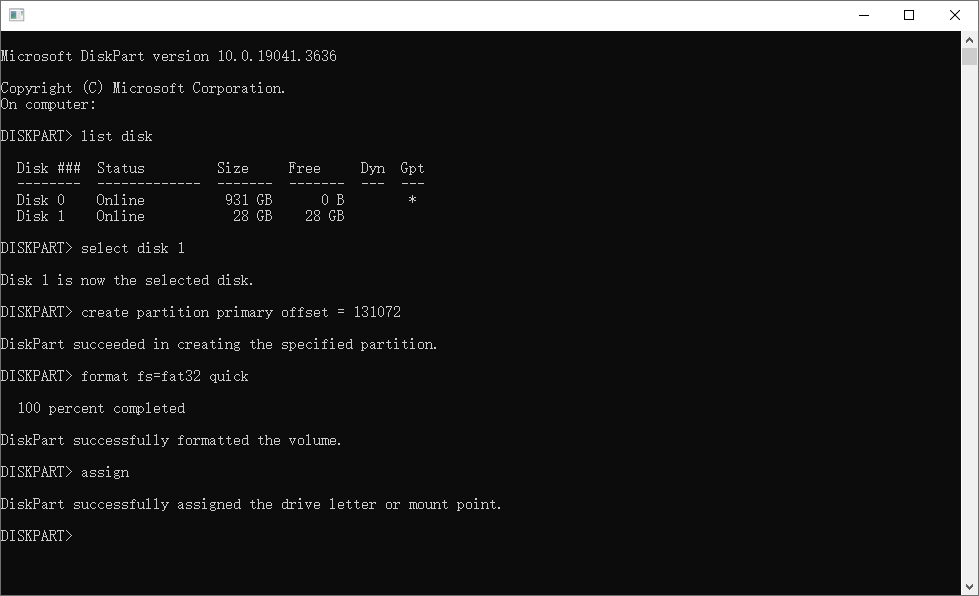 Microsoft DiskPart version 10.0.19041.3636
Copyright (C) Microsoft Corporation.
On computer:
DISKPART> list disk
  Disk ###  Status         Size     Free     Dyn  Gpt
  --------  -------------  -------  -------  ---  ---
  Disk 0    Online          931 GB      0 B        *
  Disk 1    Online           28 GB    28 GB
DISKPART> select disk 1
Disk 1 is now the selected disk.
DISKPART> create partition primary offset = 131072
DiskPart succeeded in creating the specified partition.
DISKPART> format fs=fat32 quick
  100 percent completed
DiskPart successfully formatted the volume.
DISKPART> assign
DiskPart successfully assigned the drive letter or mount point.
DISKPART>